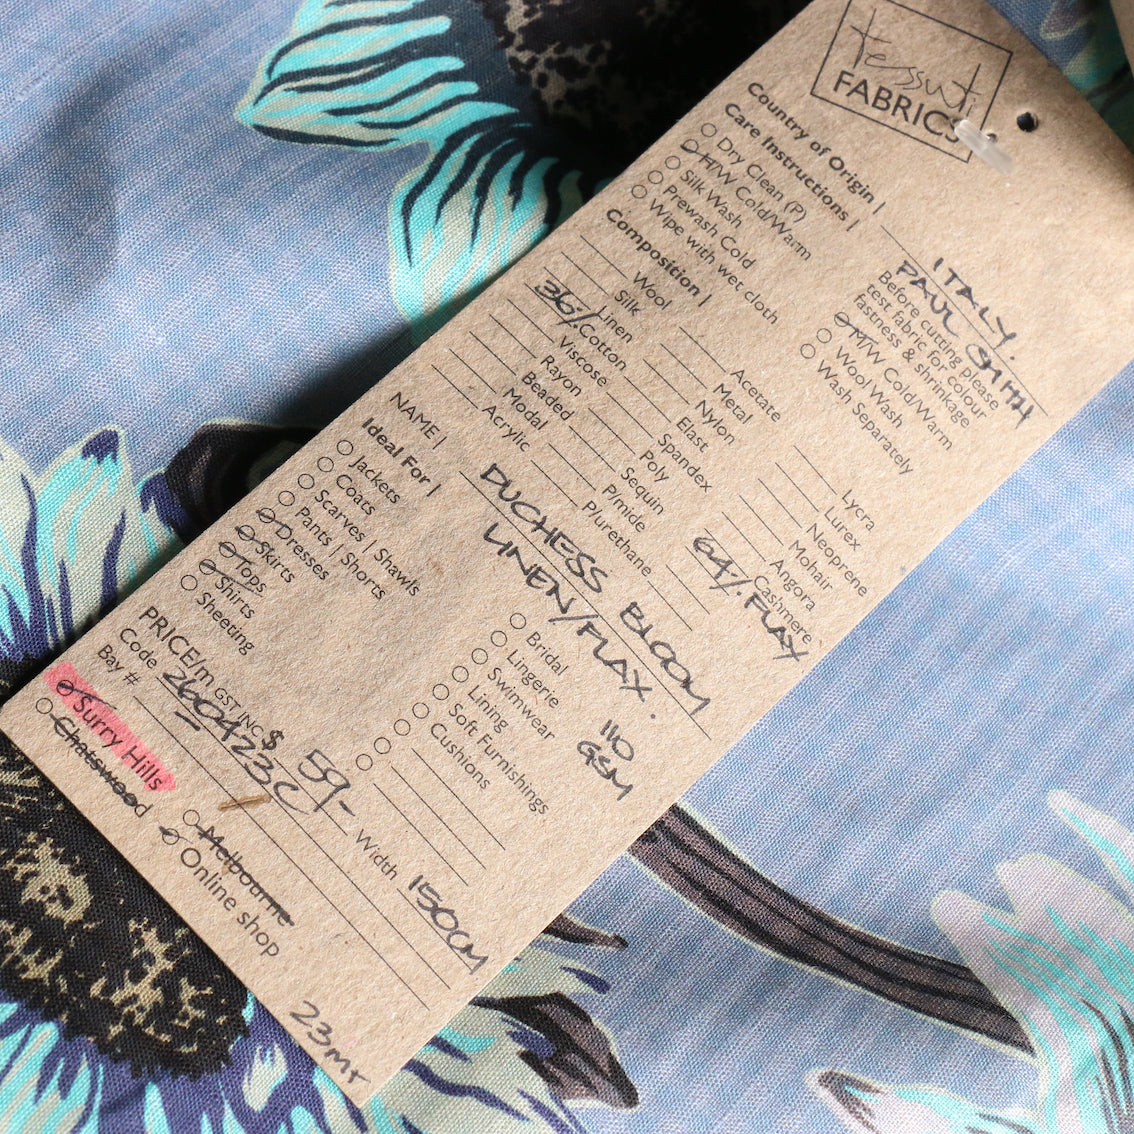 tessuti
FABRICS
Country of Origin | ITALY.
Care Instructions | PAUL SMITH
Dry Clean (P)
H/W Cold/Warm
Silk Wash
Prewash Cold
Wipe with wet cloth
Before cutting please
test fabric for colour
fastness & shrinkage
M/W Cold/Warm
Wool Wash
Wash Separately
Composition |
Wool
Silk
Linen
36% Cotton
Viscose
Rayon
Beaded
Modal
Acrylic
Acetate
Metal
Nylon
Elast
Spandex
Poly
Sequin
P/mide
P/urethane
Lycra
Lurex
Neoprene
Mohair
Angora
Cashmere
64% FLAX
NAME | DUCHESS BLOOM
LINEN/FLAX.
Ideal For |
Jackets
Coats
Scarves | Shawls
Pants | Shorts
Dresses
Skirts
Tops
Shirts
Sheeting
Bridal
Lingerie
Swimwear
Lining
Soft Furnishings
Cushions
110
GSM
PRICE/m GST INC $ 59-
Width 150CM
Code 260423C
Bay #
Surry Hills
Chatswood
Melbourne
Online shop
23mt